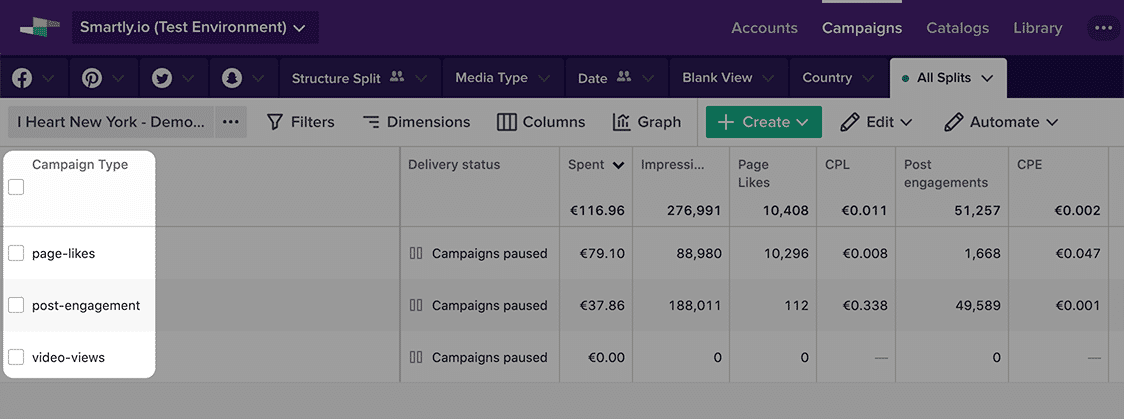 Smartly.io (Test Environment)
Accounts Campaigns Catalogs Library
Structure Split Media Type Date Blank View Country All Splits
I Heart New York - Demo... Filters Dimensions Columns Graph Create Edit Automate
Campaign Type Delivery status Spent Impressi... Page Likes CPL Post engagements CPE
€116.96 276,991 10,408 €0.011 51,257 €0.002
page-likes Campaigns paused €79.10 88,980 10,296 €0.008 1,668 €0.047
post-engagement Campaigns paused €37.86 188,011 112 €0.338 49,589 €0.001
video-views Campaigns paused €0.00 0 0 — 0 —